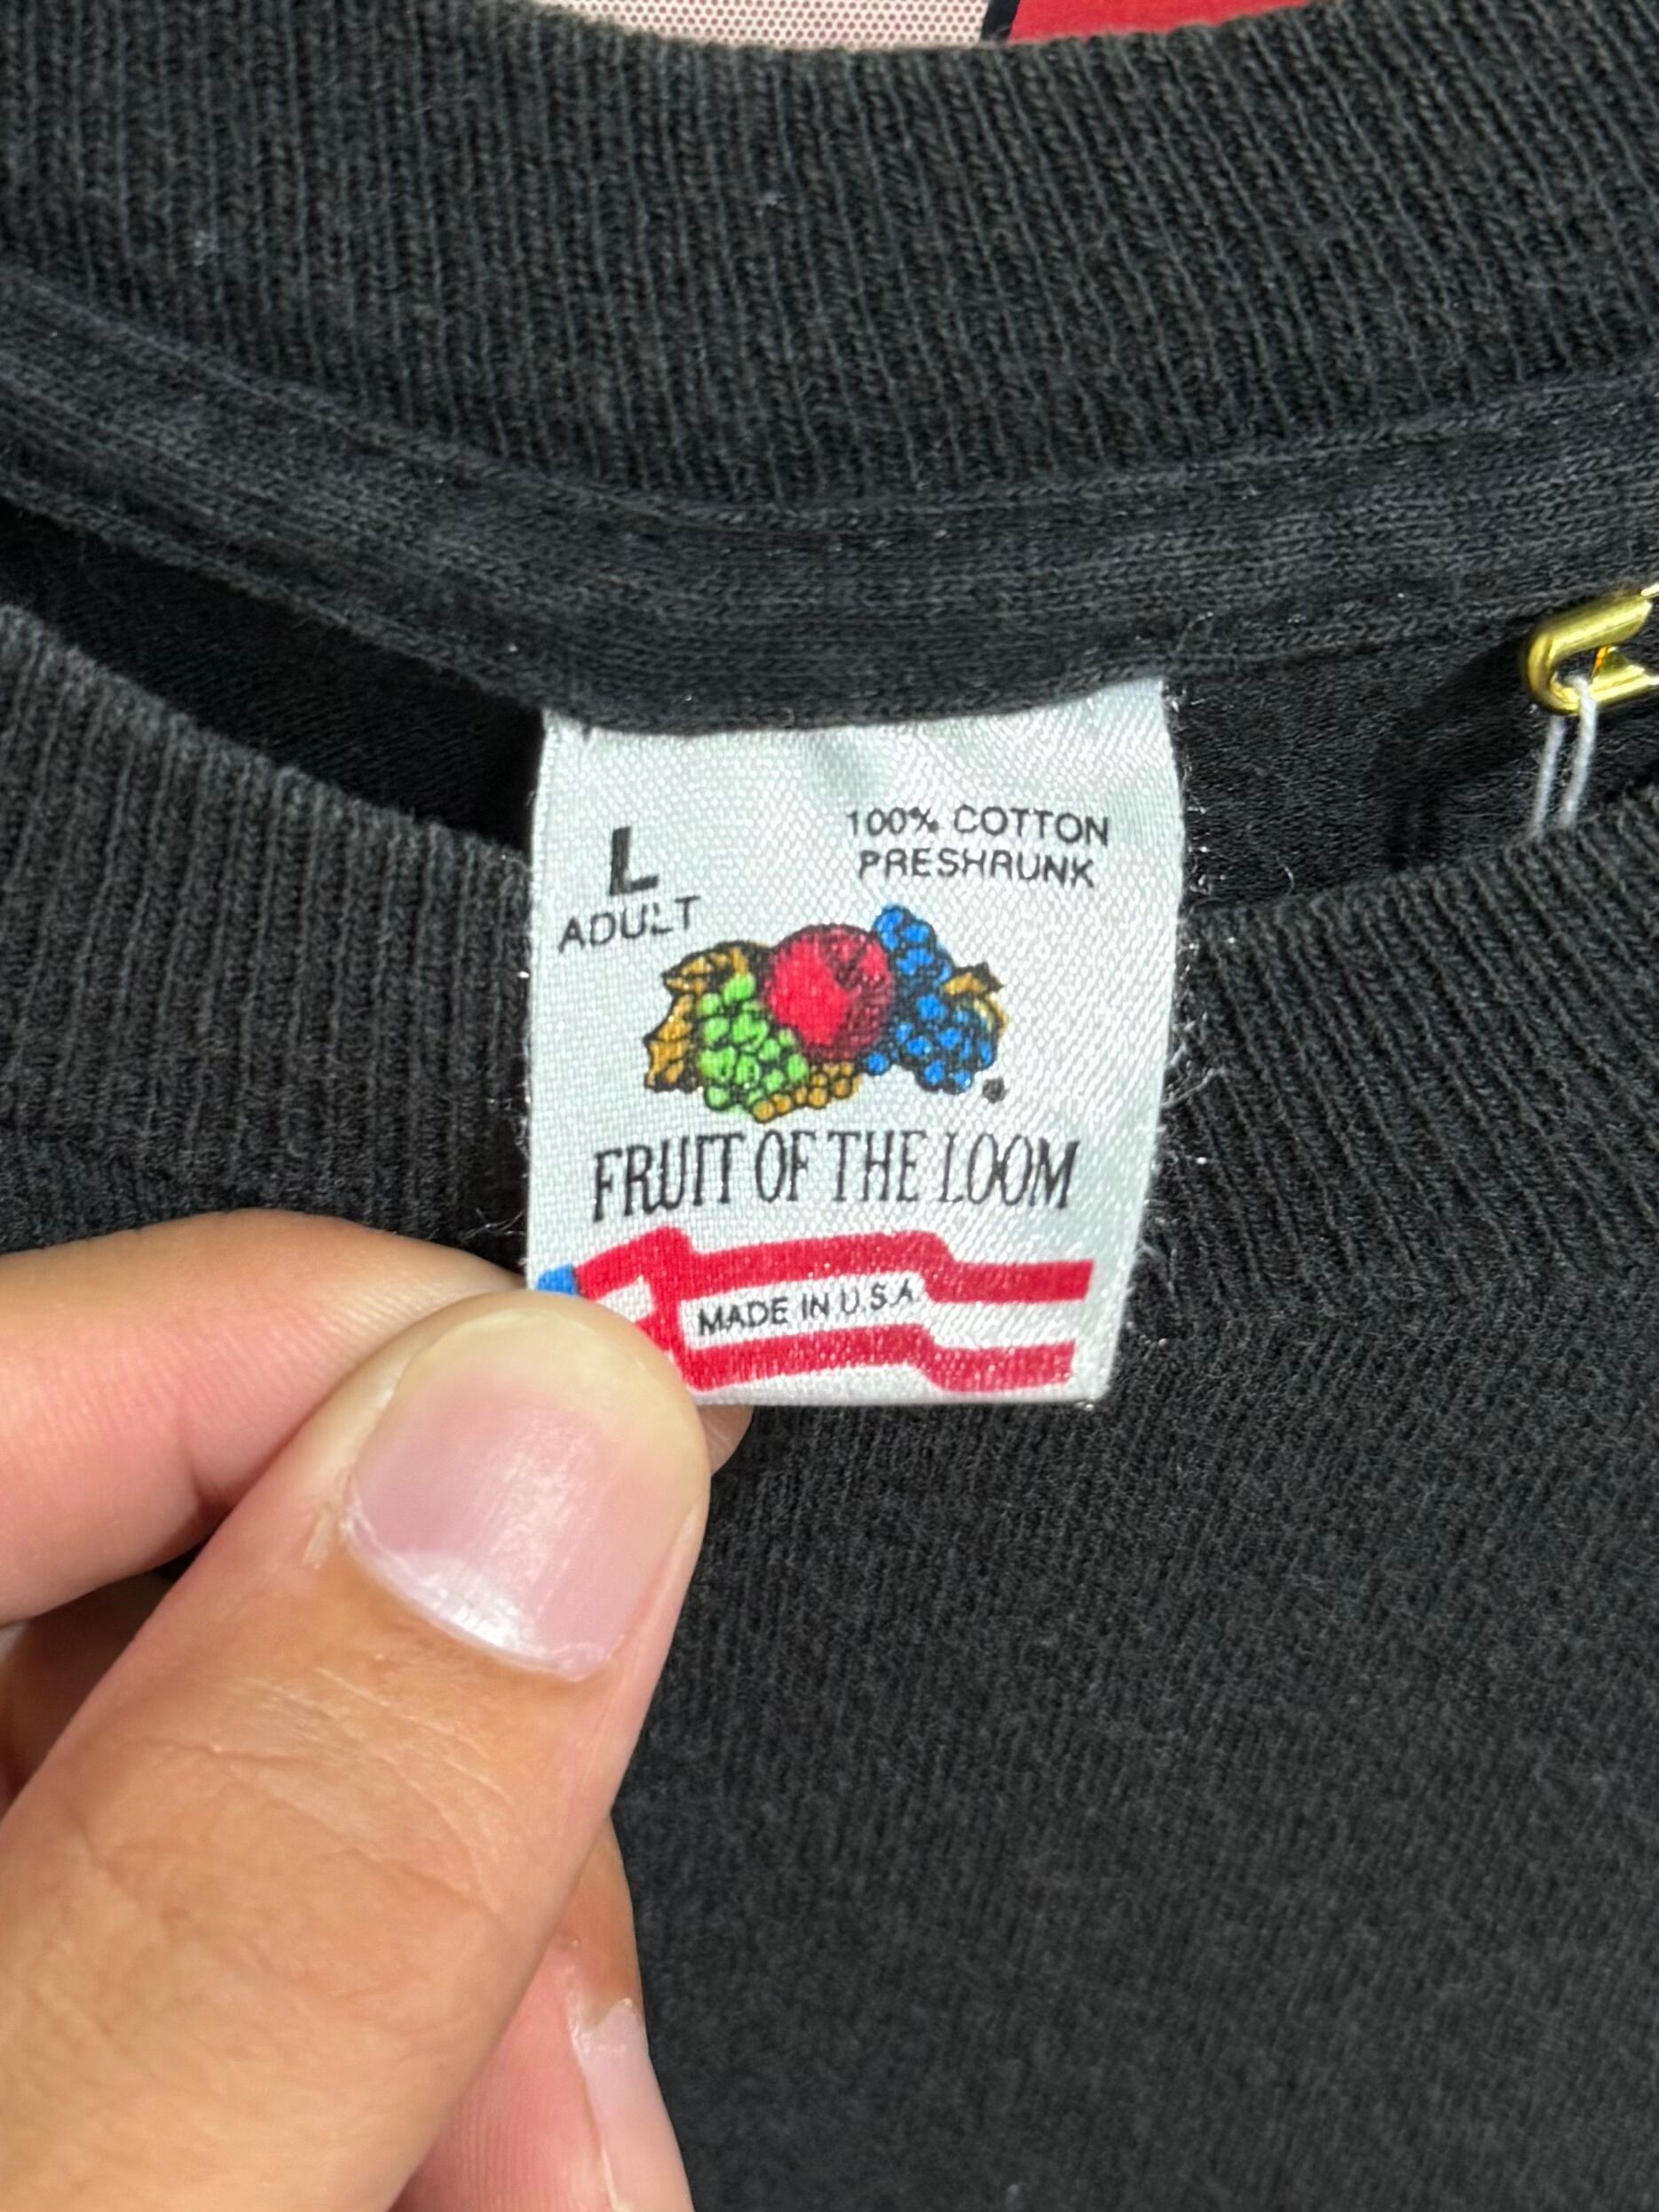 L
ADULT
100% COTTON
PRESHRUNK
FRUIT OF THE LOOM
MADE IN U.S.A.